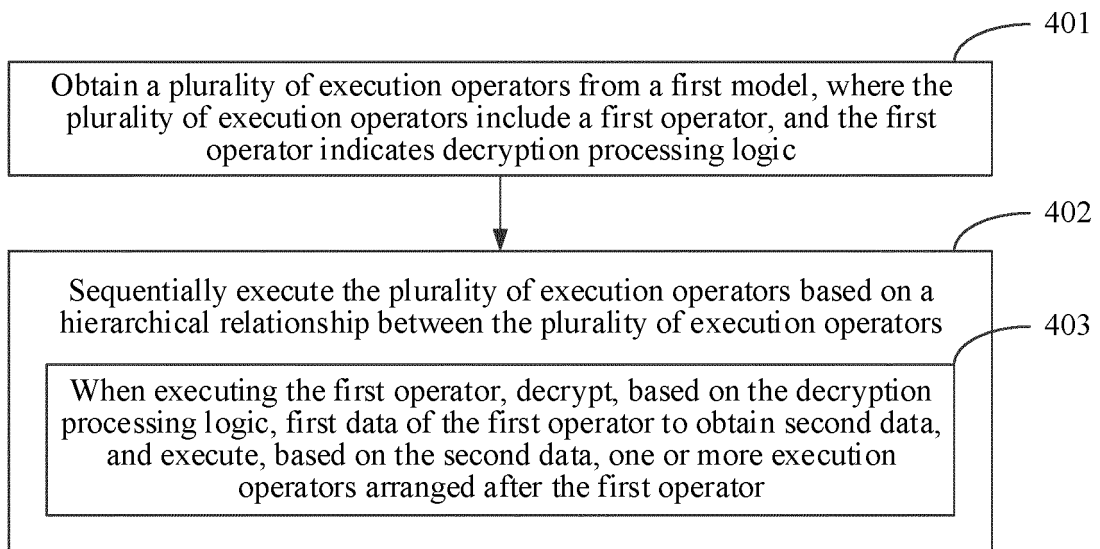 401
Obtain a plurality of execution operators from a first model, where the
plurality of execution operators include a first operator, and the first
operator indicates decryption processing logic
402
Sequentially execute the plurality of execution operators based on a
hierarchical relationship between the plurality of execution operators
403
When executing the first operator, decrypt, based on the decryption
processing logic, first data of the first operator to obtain second data,
and execute, based on the second data, one or more execution
operators arranged after the first operator